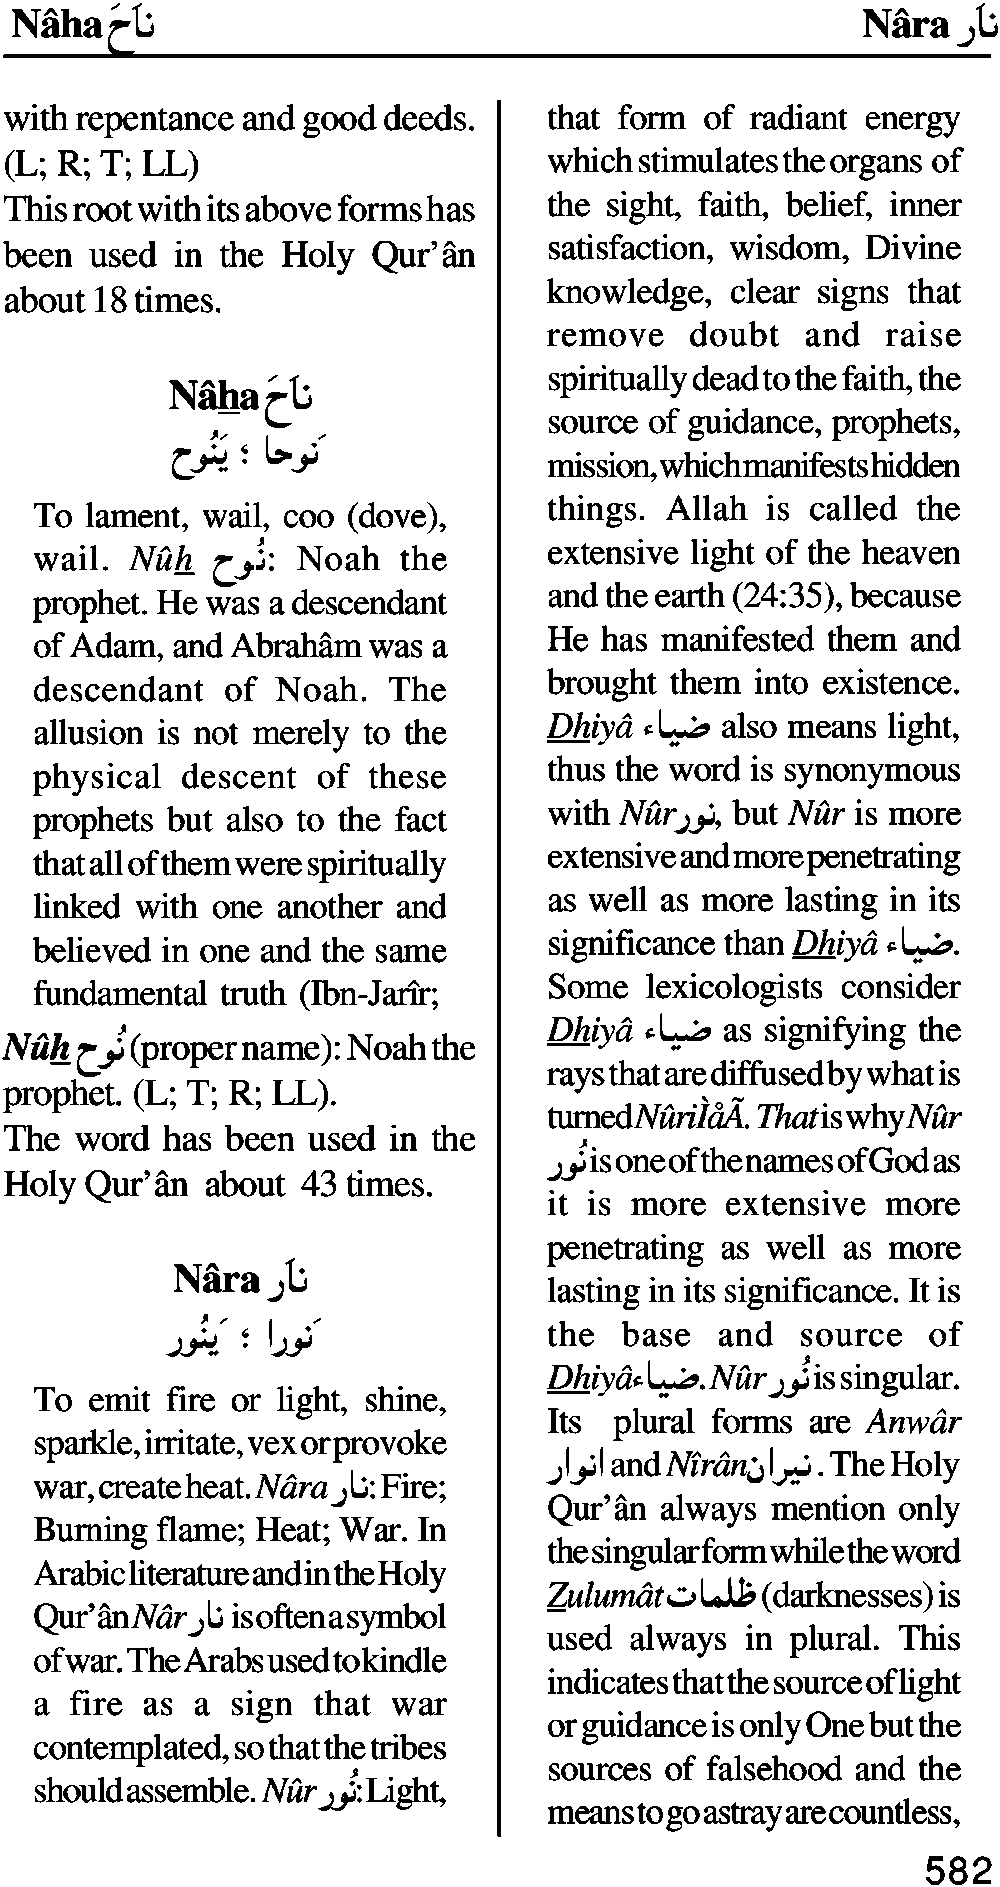 Nâha نَاحَ
Nâra نَار
with repentance and good deeds.
(L; R; T; LL)
This root with its above forms has
been used in the Holy Qur’ân
about 18 times.
Nâha نَاحَ
نَوحا ؛ يَنُوح
To lament, wail, coo (dove),
wail. Nûh نُوح: Noah the
prophet. He was a descendant
of Adam, and Abrahâm was a
descendant of Noah. The
allusion is not merely to the
physical descent of these
prophets but also to the fact
that all of them were spiritually
linked with one another and
believed in one and the same
fundamental truth (Ibn-Jarîr;
Nûh نُوح (proper name): Noah the
prophet. (L; T; R; LL).
The word has been used in the
Holy Qur’ân about 43 times.
Nâra نَار
نَورا ؛ يَنُور
To emit fire or light, shine,
sparkle, irritate, vex or provoke
war, create heat. Nâra نار: Fire;
Burning flame; Heat; War. In
Arabic literature and in the Holy
Qur’ân Nâr نار is often a symbol
of war. The Arabs used to kindle
a fire as a sign that war
contemplated, so that the tribes
should assemble. Nûr نُور: Light,
that form of radiant energy
which stimulates the organs of
the sight, faith, belief, inner
satisfaction, wisdom, Divine
knowledge, clear signs that
remove doubt and raise
spiritually dead to the faith, the
source of guidance, prophets,
mission, which manifests hidden
things. Allah is called the
extensive light of the heaven
and the earth (24:35), because
He has manifested them and
brought them into existence.
Dhiyâ ضياء also means light,
thus the word is synonymous
with Nûr نور, but Nûr is more
extensive and more penetrating
as well as more lasting in its
significance than Dhiyâ ضياء.
Some lexicologists consider
Dhiyâ ضياء as signifying the
rays that are diffused by what is
turned NûriÌåÃ. That is why Nûr
نُور is one of the names of God as
it is more extensive more
penetrating as well as more
lasting in its significance. It is
the base and source of
Dhiyâ ضياء. Nûr نُور is singular.
Its plural forms are Anwâr
انوار and Nîrân نيران. The Holy
Qur’ân always mention only
the singular form while the word
Zulumât ظلمات (darknesses) is
used always in plural. This
indicates that the source of light
or guidance is only One but the
sources of falsehood and the
means to go astray are countless,
582